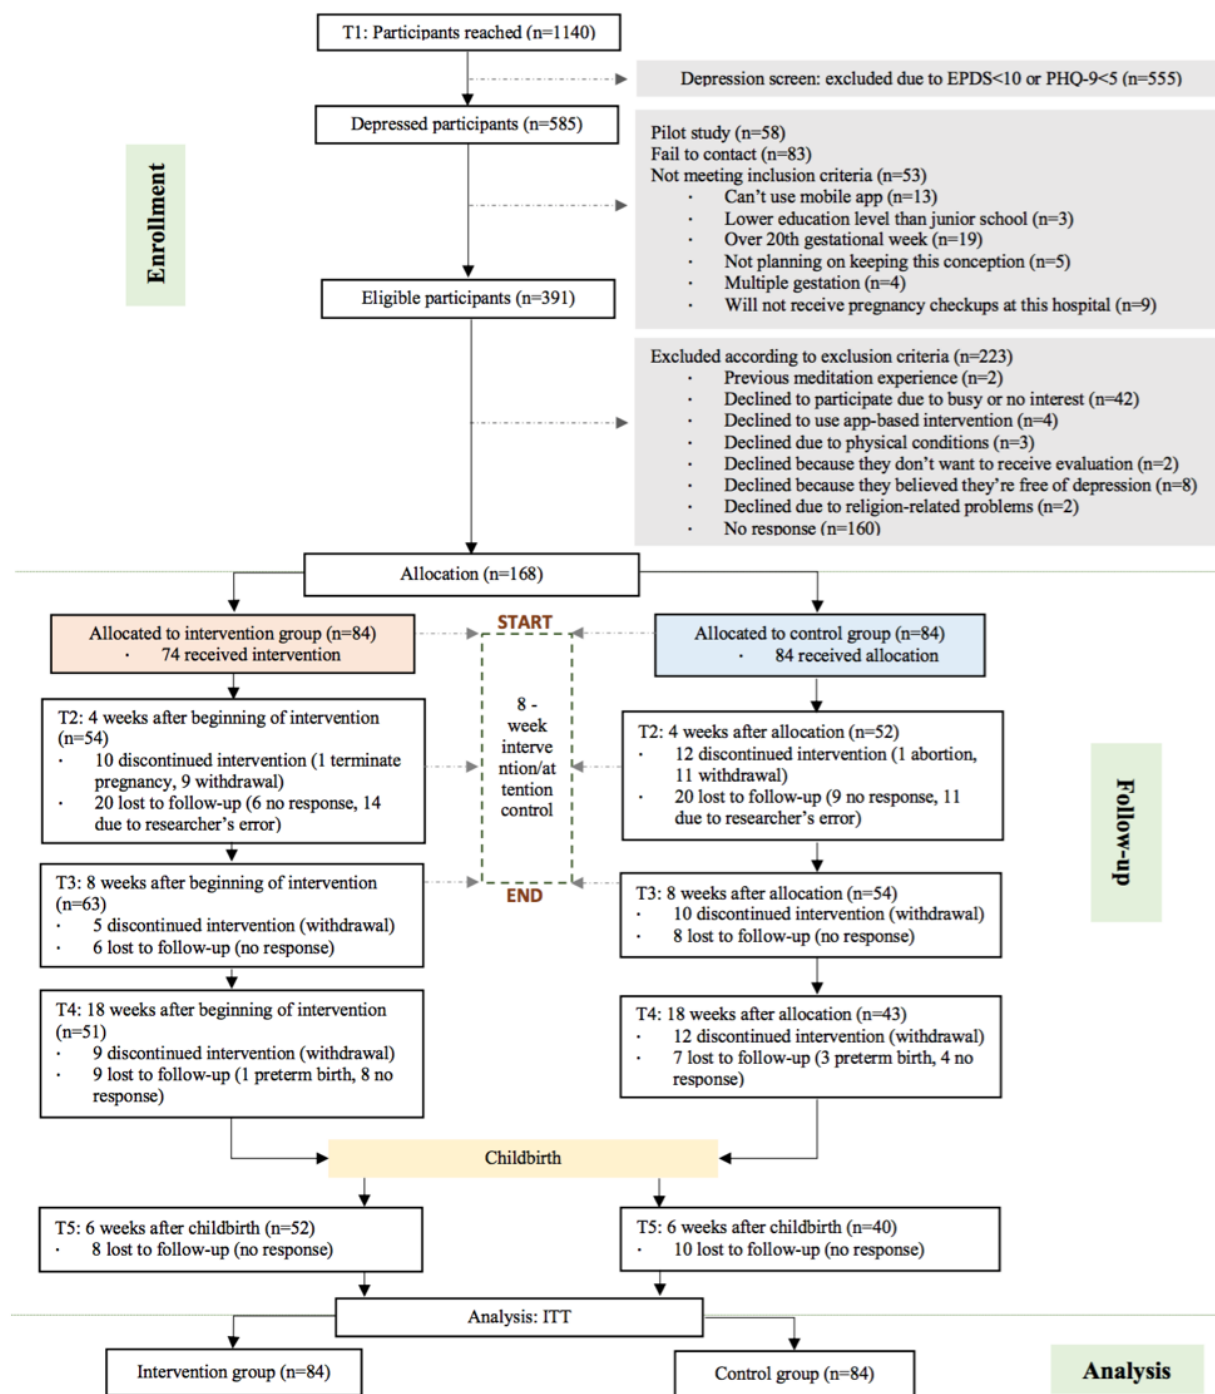 T1: Participants reached (n=1140)
Depression screen: excluded due to EPDS<10 or PHQ-9<5 (n=555)
Depressed participants (n=585)
Enrollment
Pilot study (n=58)
Fail to contact (n=83)
Not meeting inclusion criteria (n=53)
· Can't use mobile app (n=13)
· Lower education level than junior school (n=3)
· Over 20th gestational week (n=19)
· Not planning on keeping this conception (n=5)
· Multiple gestation (n=4)
· Will not receive pregnancy checkups at this hospital (n=9)
Eligible participants (n=391)
Excluded according to exclusion criteria (n=223)
· Previous meditation experience (n=2)
· Declined to participate due to busy or no interest (n=42)
· Declined to use app-based intervention (n=4)
· Declined due to physical conditions (n=3)
· Declined because they don't want to receive evaluation (n=2)
· Declined because they believed they're free of depression (n=8)
· Declined due to religion-related problems (n=2)
· No response (n=160)
Allocation (n=168)
Allocated to intervention group (n=84)
· 74 received intervention
START
Allocated to control group (n=84)
· 84 received allocation
8 -
week
interve
ntion/at
tention
control
END
T2: 4 weeks after beginning of intervention
(n=54)
· 10 discontinued intervention (1 terminate
pregnancy, 9 withdrawal)
· 20 lost to follow-up (6 no response, 14
due to researcher's error)
T2: 4 weeks after allocation (n=52)
· 12 discontinued intervention (1 abortion,
11 withdrawal)
· 20 lost to follow-up (9 no response, 11
due to researcher's error)
Follow-up
T3: 8 weeks after beginning of intervention
(n=63)
· 5 discontinued intervention (withdrawal)
· 6 lost to follow-up (no response)
T3: 8 weeks after allocation (n=54)
· 10 discontinued intervention (withdrawal)
· 8 lost to follow-up (no response)
T4: 18 weeks after beginning of intervention
(n=51)
· 9 discontinued intervention (withdrawal)
· 9 lost to follow-up (1 preterm birth, 8 no
response)
T4: 18 weeks after allocation (n=43)
· 12 discontinued intervention (withdrawal)
· 7 lost to follow-up (3 preterm birth, 4 no
response)
Childbirth
T5: 6 weeks after childbirth (n=52)
· 8 lost to follow-up (no response)
T5: 6 weeks after childbirth (n=40)
· 10 lost to follow-up (no response)
Analysis: ITT
Intervention group (n=84)
Control group (n=84)
Analysis